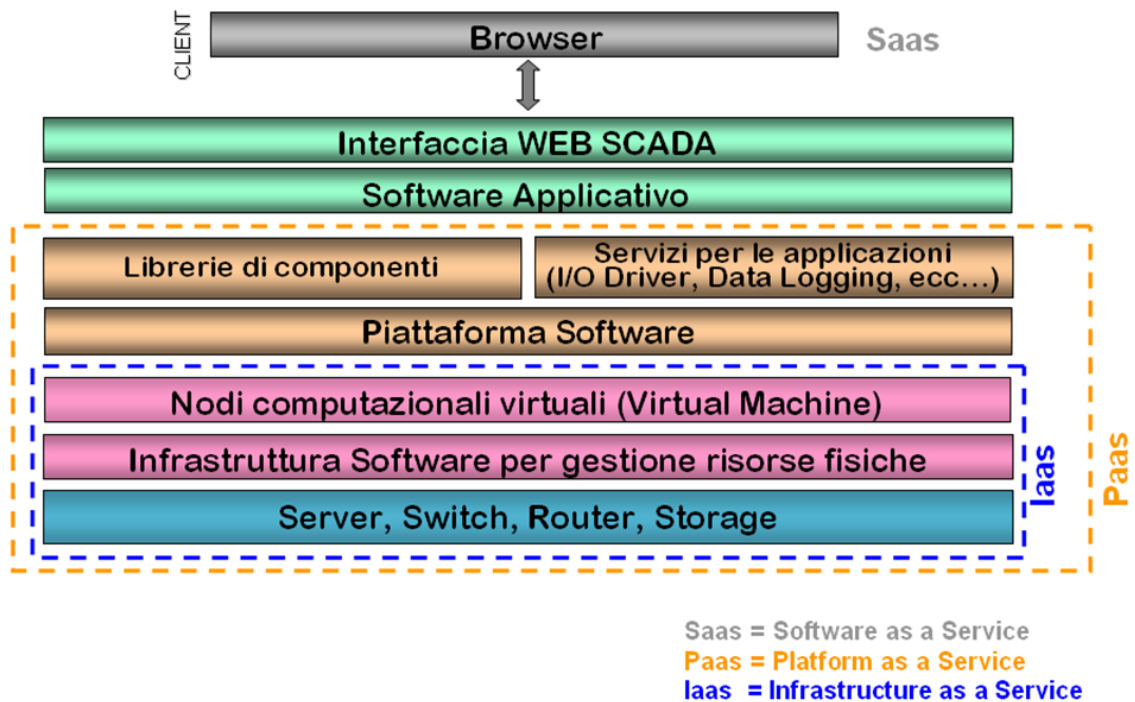 CLIENT
Browser
Saas
Interfaccia WEB SCADA
Software Applicativo
Librerie di componenti
Servizi per le applicazioni
(I/O Driver, Data Logging, ecc...)
Piattaforma Software
Nodi computazionali virtuali (Virtual Machine)
Infrastruttura Software per gestione risorse fisiche
Server, Switch, Router, Storage
Iaas
Paas
Saas = Software as a Service
Paas = Platform as a Service
Iaas = Infrastructure as a Service